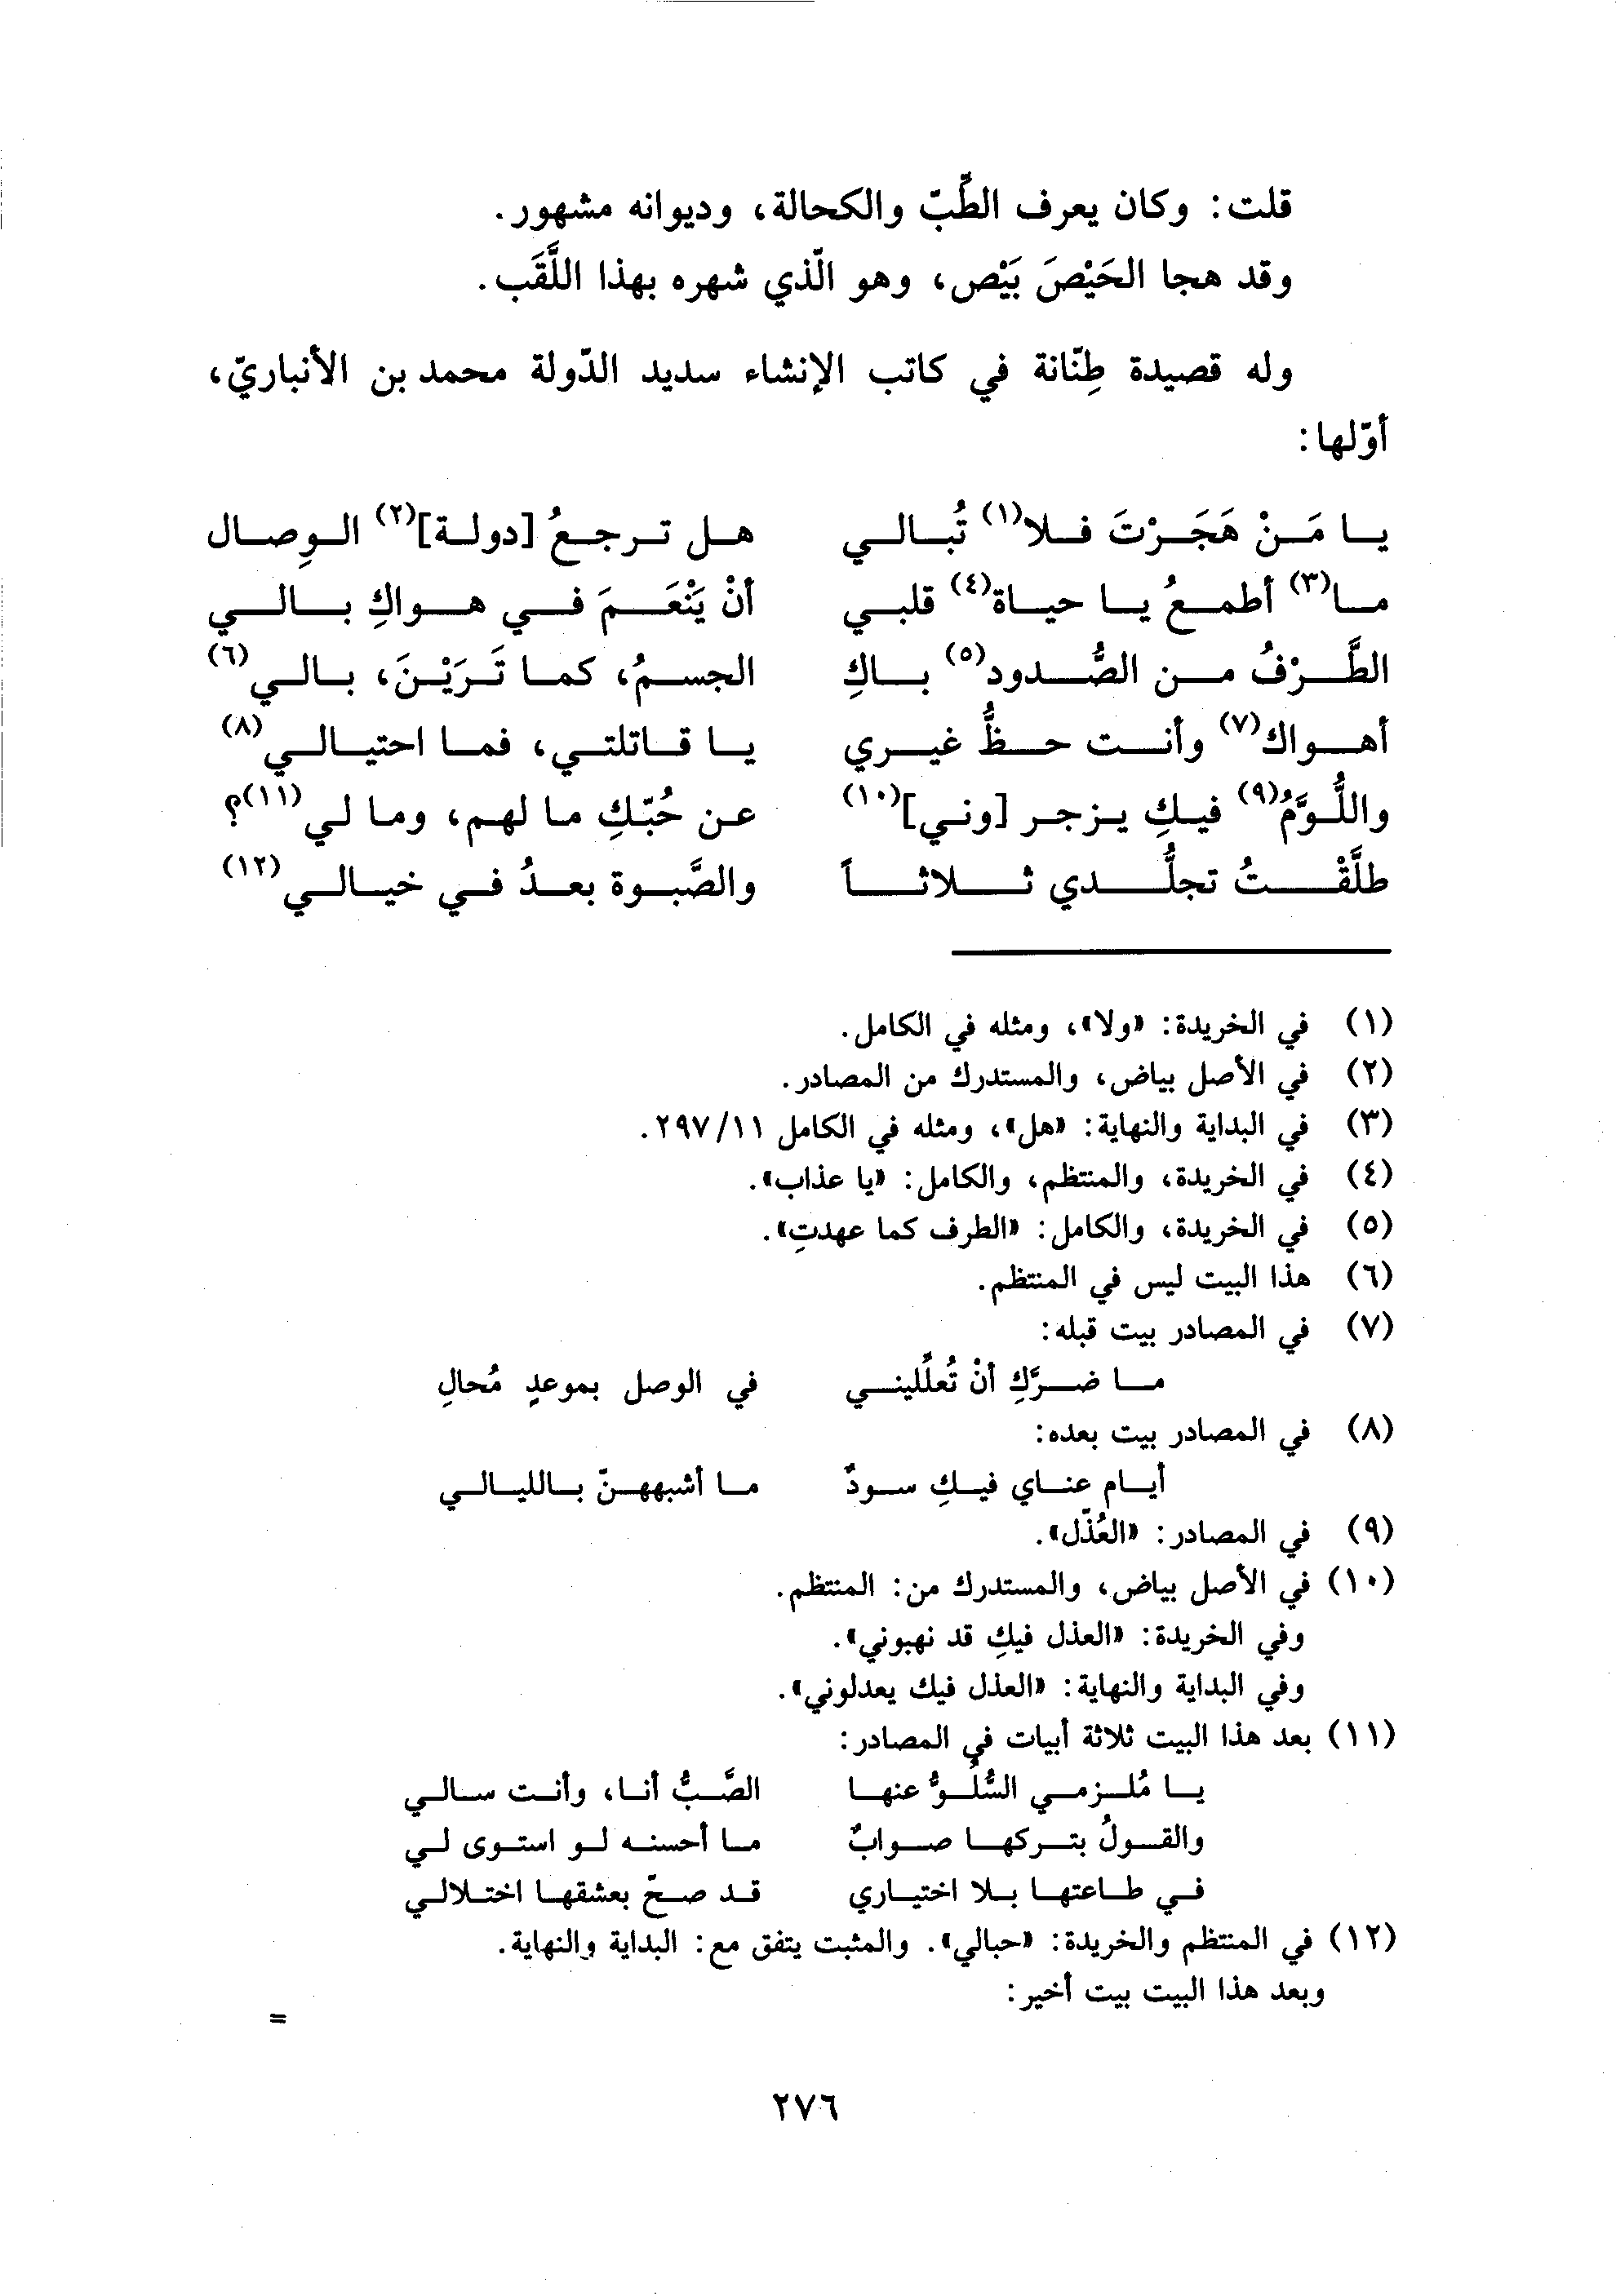 قلت: وكان يعرف الطِّبّ والكحالة، وديوانه مشهور.
وقد هجا الحَيْصَ بَيْص، وهو الّذي شهره بهذا اللَّقَب.
وله قصيدة طِنّانة في كاتب الإنشاء سديد الدّولة محمد بن الأنباريّ،
أوّلها:
يا مَنْ هَجَرْتَ فلا(١) تُبالي هل ترجعُ [دولة](٢) الوِصال
ما(٣) أطمعُ يا حياة(٤) قلبي أنْ يَنْعَمَ في هواكِ بالي
الطَّرْفُ من الصُّدود(٥) باكِ الجسمُ، كما تَرَيْنَ، بالي(٦)
أهواك(٧) وأنت حظُّ غيري يا قاتلتي، فما احتيالي(٨)
واللُّوَّمُ(٩) فيكِ يزجر [وني](١٠) عن حُبّكِ ما لهم، وما لي(١١)؟
طلَّقْتُ تجلُّدي ثلاثاً والصَّبوة بعدُ في خيالي(١٢)
(١) في الخريدة: «ولا»، ومثله في الكامل.
(٢) في الأصل بياض، والمستدرك من المصادر.
(٣) في البداية والنهاية: «هل»، ومثله في الكامل ٢٩٧/١١.
(٤) في الخريدة، والمنتظم، والكامل: «يا عذاب».
(٥) في الخريدة، والكامل: «الطرف كما عهدتِ».
(٦) هذا البيت ليس في المنتظم.
(٧) في المصادر بيت قبله:
ما ضرَّكِ أنْ تُعلّليني في الوصل بموعدٍ مُحالِ
(٨) في المصادر بيت بعده:
أيام عناي فيكِ سودٌ ما أشبههنّ بالليالي
(٩) في المصادر: «العُذّل».
(١٠) في الأصل بياض، والمستدرك من: المنتظم.
وفي الخريدة: «العذل فيكِ قد نهبوني».
وفي البداية والنهاية: «العذل فيك يعدلوني».
(١١) بعد هذا البيت ثلاثة أبيات في المصادر:
يا مُلزمي السُّلُوُّ عنها الصَّبُّ أنا، وأنت سالي
والقولُ بتركها صوابٌ ما أحسنه لو استوى لي
في طاعتها بلا اختياري قد صحّ بعشقها اختلالي
(١٢) في المنتظم والخريدة: «حبالي». والمثبت يتفق مع: البداية والنهاية.
وبعد هذا البيت بيت أخير:
=
٢٧٦